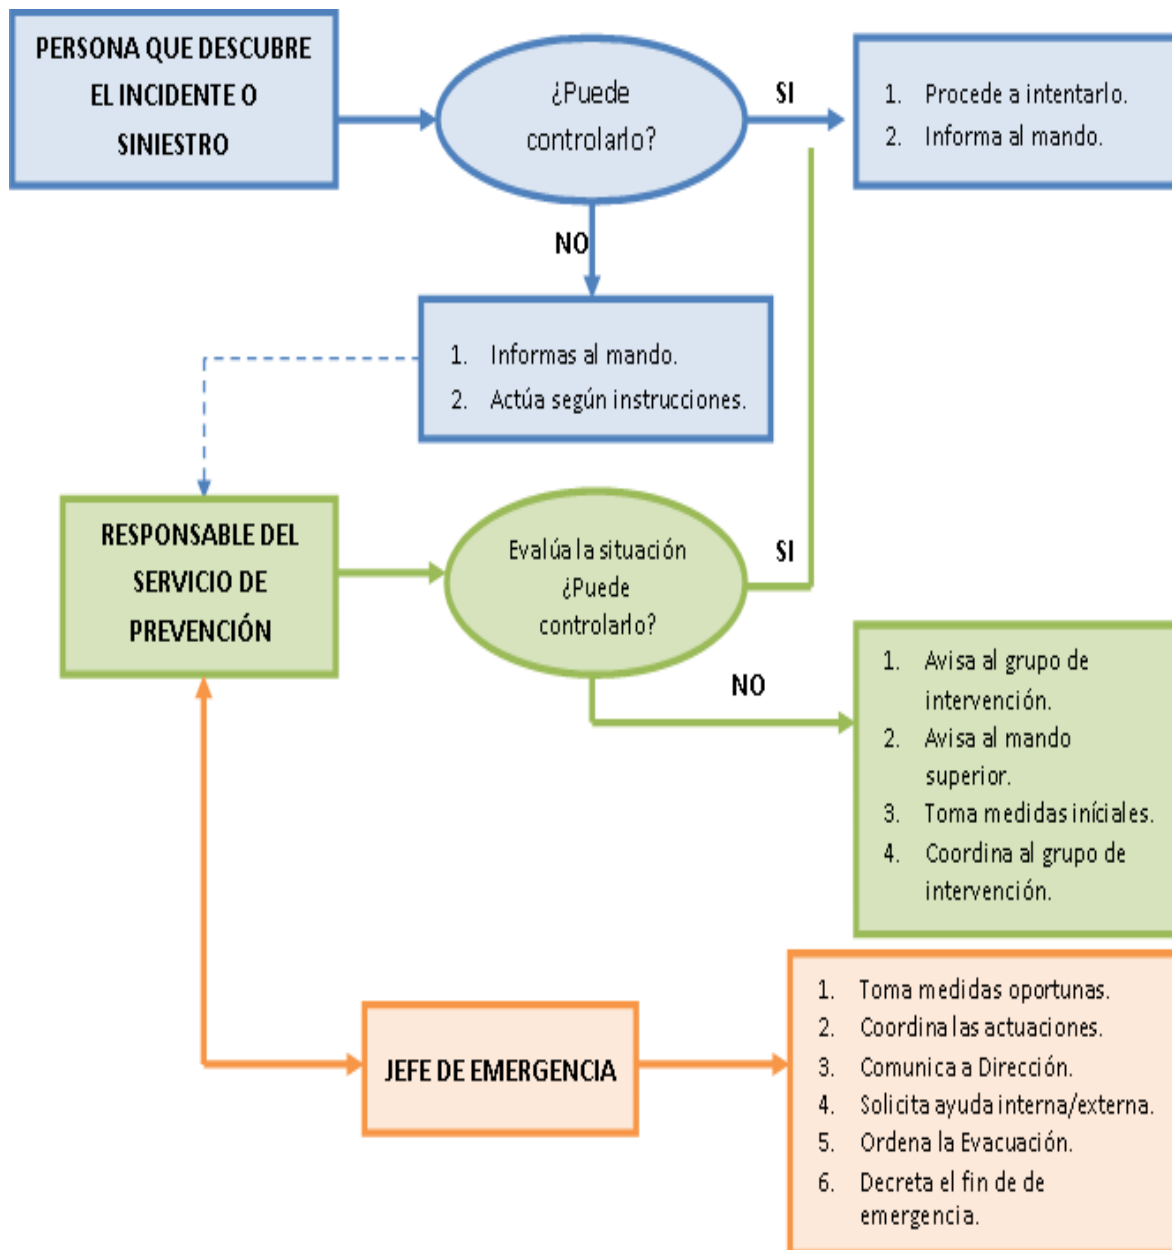 PERSONA QUE DESCUBRE
EL INCIDENTE O
SINIESTRO
¿Puede
controlarlo?
SI
1. Procede a intentarlo.
2. Informa al mando.
NO
1. Informas al mando.
2. Actúa según instrucciones.
RESPONSABLE DEL
SERVICIO DE
PREVENCIÓN
Evalúa la situación
¿Puede
controlarlo?
SI
NO
1. Avisa al grupo de
intervención.
2. Avisa al mando
superior.
3. Toma medidas iníciales.
4. Coordina al grupo de
intervención.
JEFE DE EMERGENCIA
1. Toma medidas oportunas.
2. Coordina las actuaciones.
3. Comunica a Dirección.
4. Solicita ayuda interna/externa.
5. Ordena la Evacuación.
6. Decreta el fin de de
emergencia.